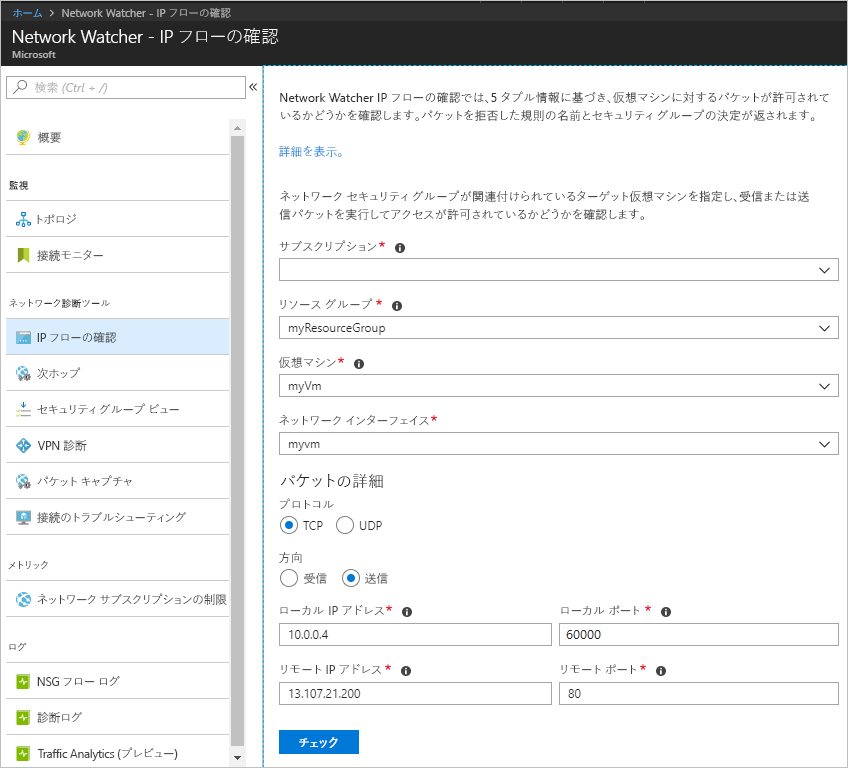 ホーム > Network Watcher - IP フローの確認
Network Watcher - IP フローの確認
Microsoft
検索 (Ctrl + /)
«
概要
監視
トポロジ
接続モニター
ネットワーク診断ツール
IP フローの確認
次ホップ
セキュリティ グループ ビュー
VPN 診断
パケット キャプチャ
接続のトラブルシューティング
メトリック
ネットワーク サブスクリプションの制限
ログ
NSG フロー ログ
診断ログ
Traffic Analytics (プレビュー)
Network Watcher IP フローの確認では、5 タプル情報に基づき、仮想マシンに対するパケットが許可されて
いるかどうかを確認します。パケットを拒否した規則の名前とセキュリティ グループの決定が返されます。
詳細を表示。
ネットワーク セキュリティ グループが関連付けられているターゲット仮想マシンを指定し、受信または送
信パケットを実行してアクセスが許可されているかどうかを確認します。
サブスクリプション*
リソース グループ *
myResourceGroup
仮想マシン*
myVm
ネットワーク インターフェイス*
myvm
パケットの詳細
プロトコル
TCP UDP
方向
受信 送信
ローカル IP アドレス* ローカル ポート *
10.0.0.4 60000
リモート IP アドレス* リモート ポート*
13.107.21.200 80
チェック